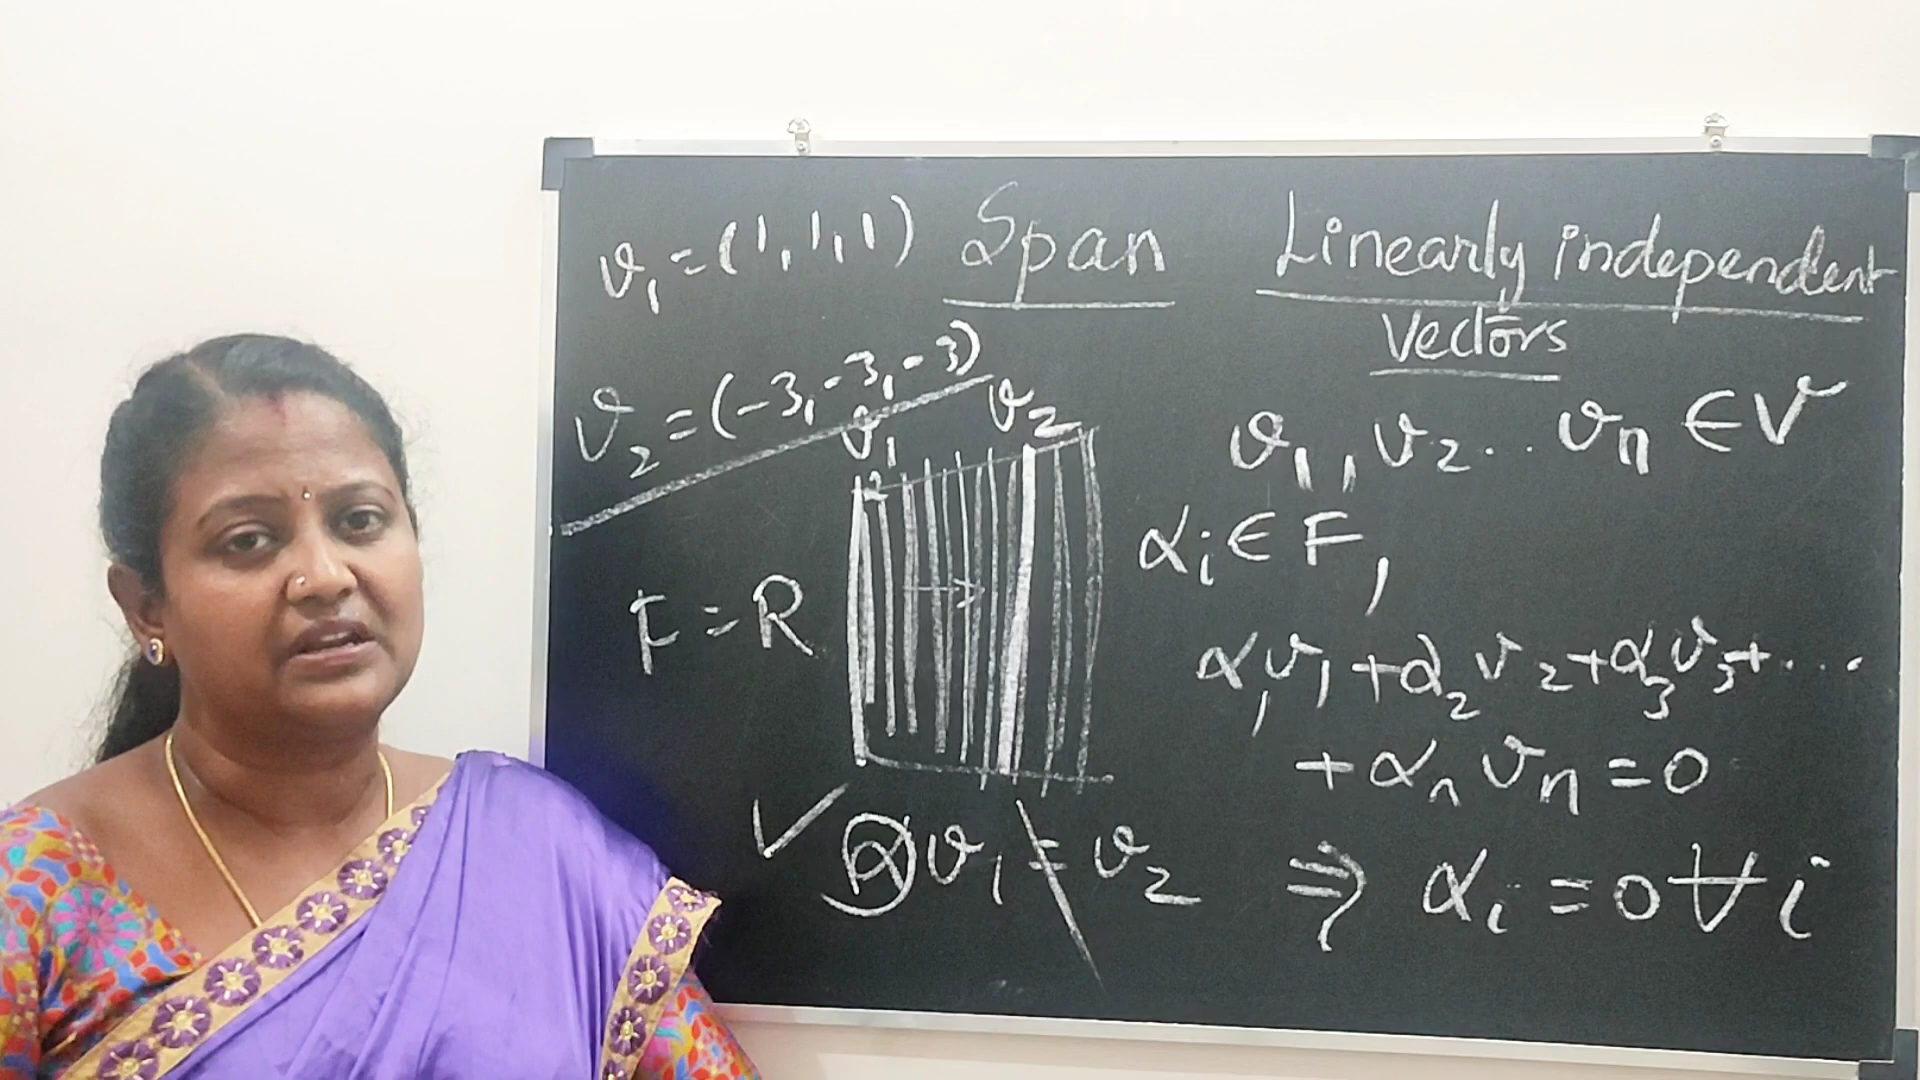 v₁ = (1, 1, 1)
Span
v₂ = (-3, -3, -3)
v₁
v₂
F = R
α v₁ ≠ v₂
Linearly independent
Vectors
v₁, v₂ ... vₙ ∈ V
αᵢ ∈ F,
α₁v₁ + α₂v₂ + α₃v₃ + ...
+ αₙvₙ = 0
⇒ αᵢ = 0 ∀ i